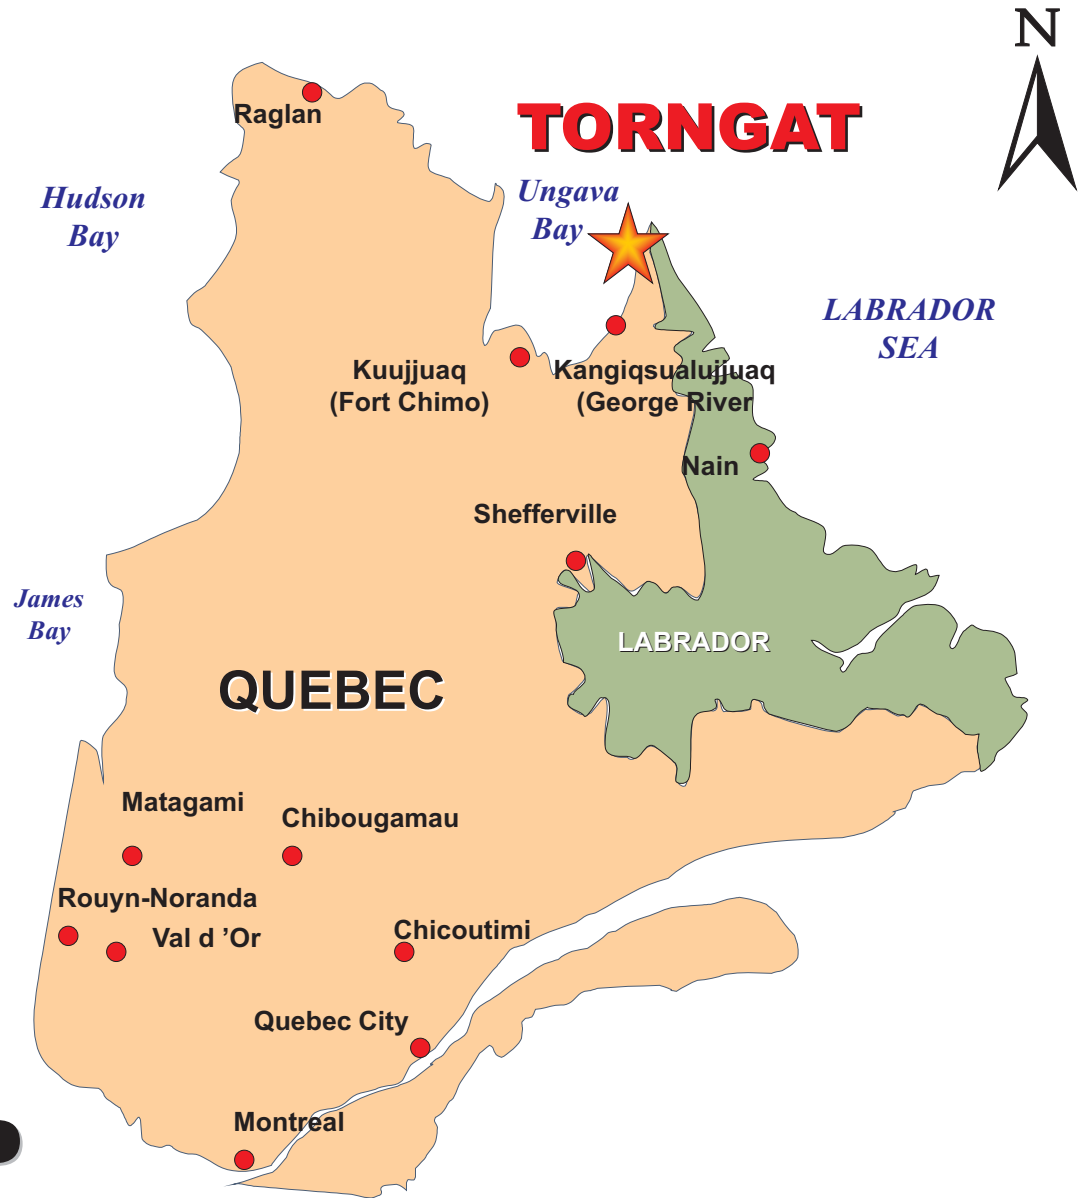 N
Raglan
TORNGAT
Hudson
Bay
Ungava
Bay
LABRADOR
SEA
Kuujjuaq
(Fort Chimo)
Kangiqsualujjuaq
(George River
Nain
Shefferville
James
Bay
LABRADOR
QUEBEC
Matagami
Chibougamau
Rouyn-Noranda
Val d ’Or
Chicoutimi
Quebec City
Montreal